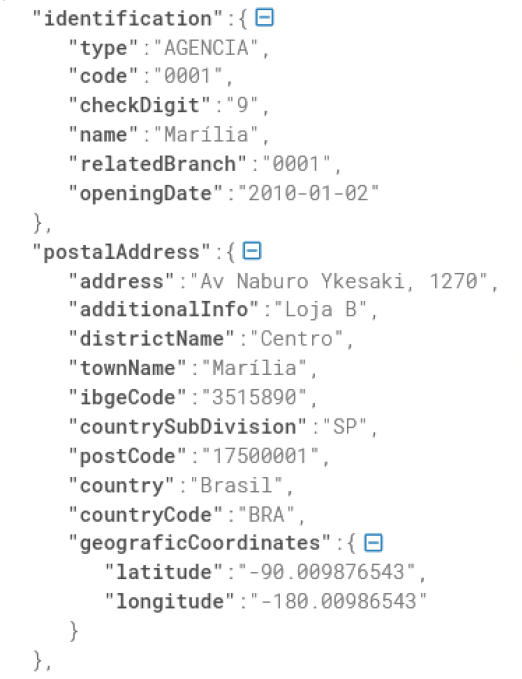 "identification":{
"type":"AGENCIA",
"code":"0001",
"checkDigit":"9",
"name":"Marília",
"relatedBranch":"0001",
"openingDate":"2010-01-02"
},
"postalAddress":{
"address":"Av Naburo Ykesaki, 1270",
"additionalInfo":"Loja B",
"districtName":"Centro",
"townName":"Marília",
"ibgeCode":"3515890",
"countrySubDivision":"SP",
"postCode":"17500001",
"country":"Brasil",
"countryCode":"BRA",
"geograficCoordinates":{
"latitude":"-90.009876543",
"longitude":"-180.00986543"
}
},